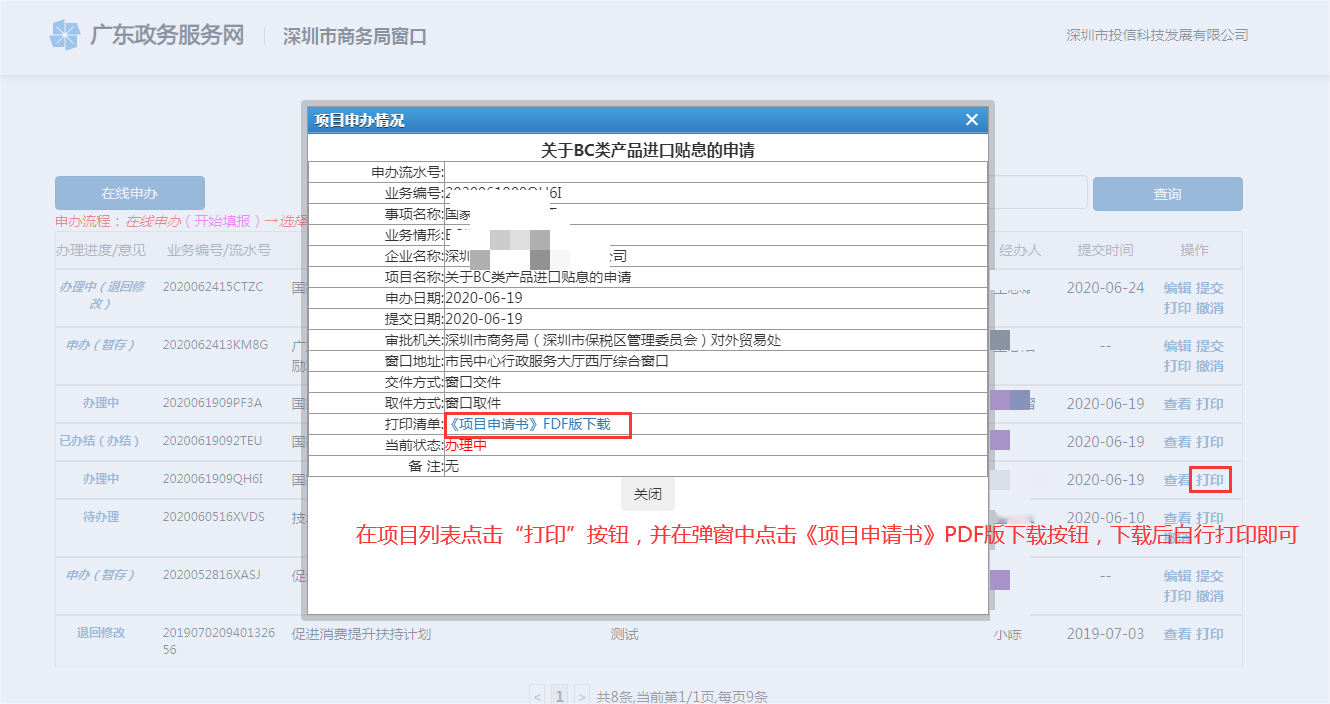 广东政务服务网 深圳市商务局窗口 深圳市投信科技发展有限公司
项目申办情况
关于BC类产品进口贴息的申请
申办流水号:
业务编号:
事项名称:国家
业务情形:
企业名称:深圳 公司
项目名称:关于BC类产品进口贴息的申请
申办日期:2020-06-19
提交日期:2020-06-19
审批机关:深圳市商务局（深圳市保税区管理委员会）对外贸易处
窗口地址:市民中心行政服务大厅西厅综合窗口
交件方式:窗口交件
取件方式:窗口取件
打印清单:《项目申请书》FDF版下载
当前状态:办理中
备 注:无
关闭
在项目列表点击“打印”按钮，并在弹窗中点击《项目申请书》PDF版下载按钮，下载后自行打印即可
在线申办 查询
申办流程：在线申办（开始填报）→选择
办理进度/意见 业务编号/流水号 经办人 提交时间 操作
办理中（退回修改） 2020062415CTZC 国 2020-06-24 编辑 提交
打印 撤消
申办（暂存） 2020062413KM8G 广 -- 编辑 提交
励 打印 撤消
办理中 2020061909PF3A 国 2020-06-19 查看 打印
已办结（办结） 2020619092TEU 国 2020-06-19 查看 打印
办理中 2020061909QH6I 国 2020-06-19 查看 打印
待办理 2020060516XVDS 技 2020-06-10 查看 打印
撤消
申办（暂存） 2020052816XASJ 促 -- 编辑 提交
打印 撤消
退回修改 2019070209401326 促进消费提升扶持计划 测试 小陈 2019-07-03 查看 打印
56
< 1 > 共8条,当前第1/1页,每页9条